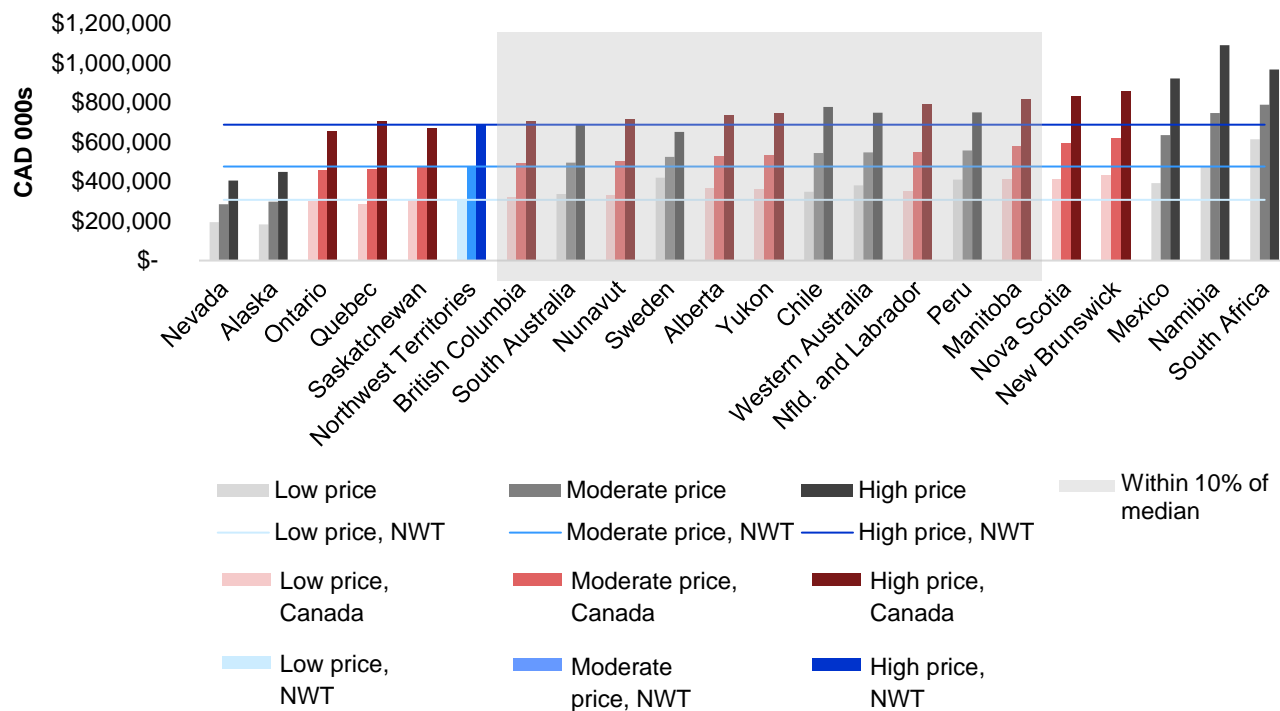 $1,200,000
$1,000,000
$800,000
$600,000
$400,000
$200,000
$-
CAD 000s
Nevada
Alaska
Ontario
Quebec
Saskatchewan
Northwest Territories
British Columbia
South Australia
Nunavut
Sweden
Alberta
Yukon
Chile
Western Australia
Nfld. and Labrador
Peru
Manitoba
Nova Scotia
New Brunswick
Mexico
Namibia
South Africa
Low price
Moderate price
High price
Within 10% of
median
Low price, NWT
Moderate price, NWT
High price, NWT
Low price,
Canada
Moderate price,
Canada
High price,
Canada
Low price,
NWT
Moderate
price, NWT
High price,
NWT